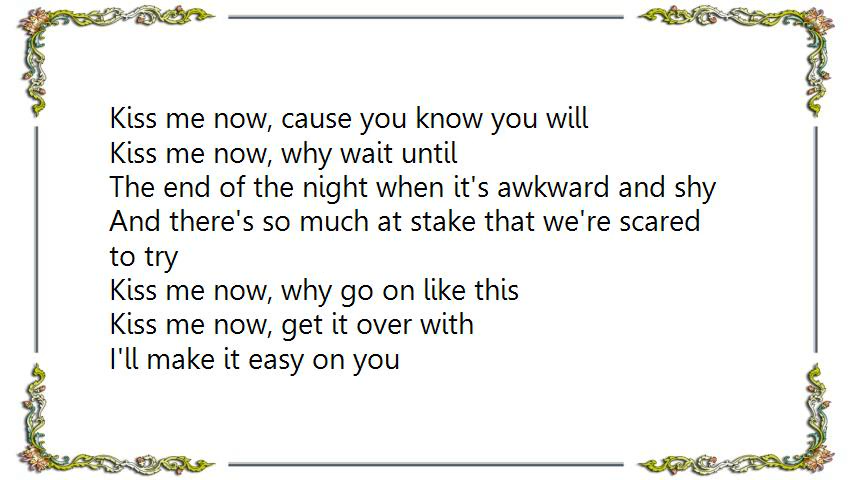 Kiss me now, cause you know you will
Kiss me now, why wait until
The end of the night when it's awkward and shy
And there's so much at stake that we're scared
to try
Kiss me now, why go on like this
Kiss me now, get it over with
I'll make it easy on you